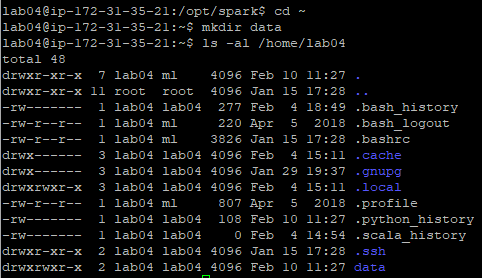 lab04@ip-172-31-35-21:/opt/spark$ cd ~
lab04@ip-172-31-35-21:~$ mkdir data
lab04@ip-172-31-35-21:~$ ls -al /home/lab04
total 48
drwxr-xr-x  7 lab04 ml    4096 Feb 10 11:27 .
drwxr-xr-x 11 root  root  4096 Jan 15 17:28 ..
-rw-------  1 lab04 lab04  277 Feb  4 18:49 .bash_history
-rw-r--r--  1 lab04 ml     220 Apr  5  2018 .bash_logout
-rw-r--r--  1 lab04 ml    3826 Jan 15 17:28 .bashrc
drwx------  3 lab04 lab04 4096 Feb  4 15:11 .cache
drwx------  3 lab04 lab04 4096 Jan 29 19:37 .gnupg
drwxrwxr-x  3 lab04 lab04 4096 Feb  4 15:11 .local
-rw-r--r--  1 lab04 ml     807 Apr  5  2018 .profile
-rw-------  1 lab04 lab04  108 Feb 10 11:27 .python_history
-rw-------  1 lab04 lab04    0 Feb  4 14:54 .scala_history
drwxr-xr-x  2 lab04 lab04 4096 Jan 15 17:28 .ssh
drwxrwxr-x  2 lab04 lab04 4096 Feb 10 11:27 data